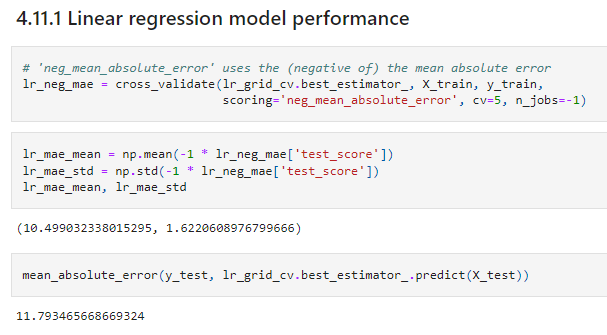 4.11.1 Linear regression model performance
# 'neg_mean_absolute_error' uses the (negative of) the mean absolute error
lr_neg_mae = cross_validate(lr_grid_cv.best_estimator_, X_train, y_train,
                            scoring='neg_mean_absolute_error', cv=5, n_jobs=-1)
lr_mae_mean = np.mean(-1 * lr_neg_mae['test_score'])
lr_mae_std = np.std(-1 * lr_neg_mae['test_score'])
lr_mae_mean, lr_mae_std
(10.499032338015295, 1.6220608976799666)
mean_absolute_error(y_test, lr_grid_cv.best_estimator_.predict(X_test))
11.793465668669324